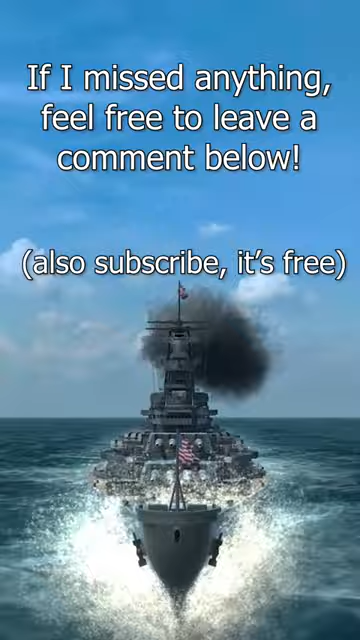 If I missed anything,
feel free to leave a
comment below!
(also subscribe, it's free)